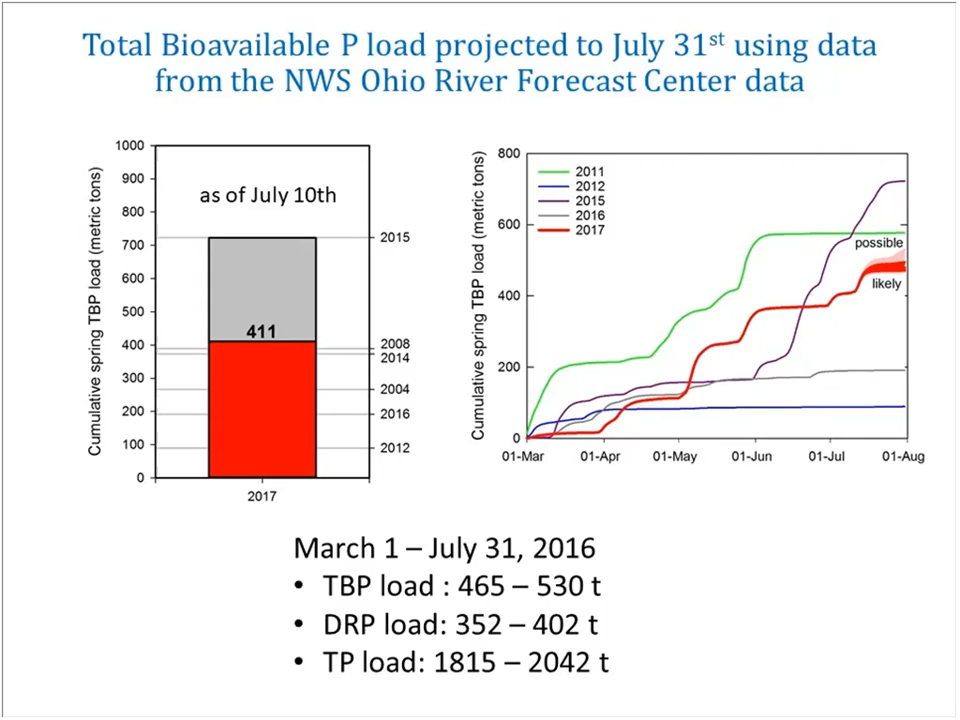 Total Bioavailable P load projected to July 31st using data
from the NWS Ohio River Forecast Center data
Cumulative spring TBP load (metric tons)
1000
900
800
700
600
500
400
300
200
100
0
as of July 10th
411
2015
2008
2014
2004
2016
2012
2017
Cumulative spring TBP load (metric tons)
800
600
400
200
0
2011
2012
2015
2016
2017
possible
likely
01-Mar 01-Apr 01-May 01-Jun 01-Jul 01-Aug
March 1 – July 31, 2016
• TBP load : 465 – 530 t
• DRP load: 352 – 402 t
• TP load: 1815 – 2042 t